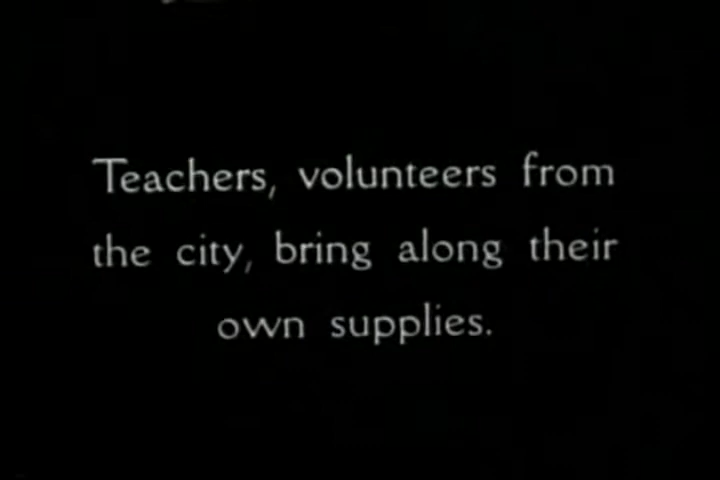 Teachers, volunteers from
the city, bring along their
own supplies.